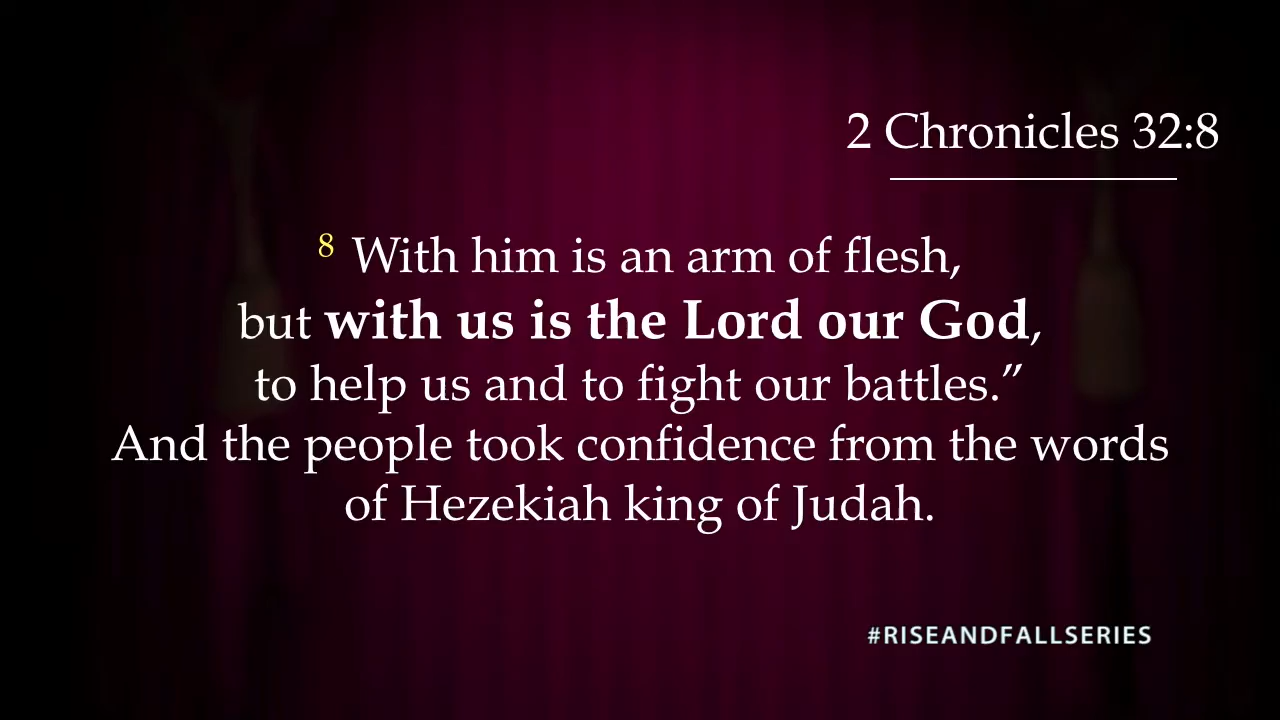 2 Chronicles 32:8
8 With him is an arm of flesh,
but with us is the Lord our God,
to help us and to fight our battles.”
And the people took confidence from the words
of Hezekiah king of Judah.
#RISEANDFALLSERIES